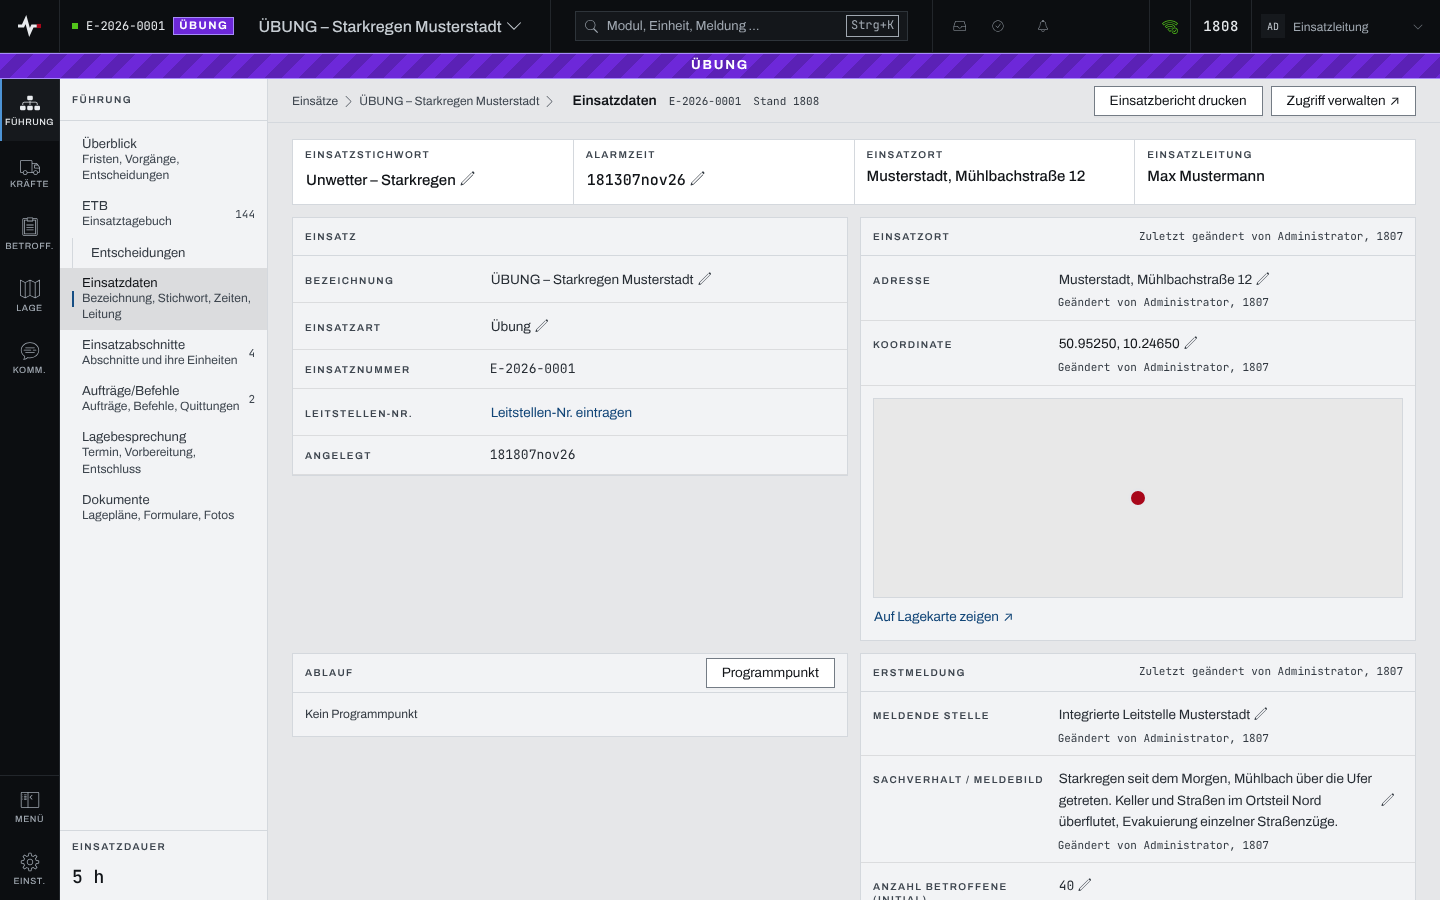 E-2026-0001 ÜBUNG ÜBUNG – Starkregen Musterstadt Modul, Einheit, Meldung ... Strg+K 1808 AD Einsatzleitung
ÜBUNG
FÜHRUNG
KRÄFTE
BETROFF.
LAGE
KOMM.
MENÜ
EINST.
FÜHRUNG
Überblick
Fristen, Vorgänge,
Entscheidungen
ETB
Einsatztagebuch 144
Entscheidungen
Einsatzdaten
Bezeichnung, Stichwort, Zeiten,
Leitung
Einsatzabschnitte
Abschnitte und ihre Einheiten 4
Aufträge/Befehle
Aufträge, Befehle, Quittungen 2
Lagebesprechung
Termin, Vorbereitung,
Entschluss
Dokumente
Lagepläne, Formulare, Fotos
EINSATZDAUER
5 h
Einsätze ÜBUNG – Starkregen Musterstadt Einsatzdaten E-2026-0001 Stand 1808 Einsatzbericht drucken Zugriff verwalten ↗
EINSATZSTICHWORT
Unwetter – Starkregen
ALARMZEIT
181307nov26
EINSATZORT
Musterstadt, Mühlbachstraße 12
EINSATZLEITUNG
Max Mustermann
EINSATZ
BEZEICHNUNG ÜBUNG – Starkregen Musterstadt
EINSATZART Übung
EINSATZNUMMER E-2026-0001
LEITSTELLEN-NR. Leitstellen-Nr. eintragen
ANGELEGT 181807nov26
EINSATZORT Zuletzt geändert von Administrator, 1807
ADRESSE Musterstadt, Mühlbachstraße 12
Geändert von Administrator, 1807
KOORDINATE 50.95250, 10.24650
Geändert von Administrator, 1807
Auf Lagekarte zeigen ↗
ABLAUF Programmpunkt
Kein Programmpunkt
ERSTMELDUNG Zuletzt geändert von Administrator, 1807
MELDENDE STELLE Integrierte Leitstelle Musterstadt
Geändert von Administrator, 1807
SACHVERHALT / MELDEBILD Starkregen seit dem Morgen, Mühlbach über die Ufer
getreten. Keller und Straßen im Ortsteil Nord
überflutet, Evakuierung einzelner Straßenzüge.
Geändert von Administrator, 1807
ANZAHL BETROFFENE 40
(INITIAL)